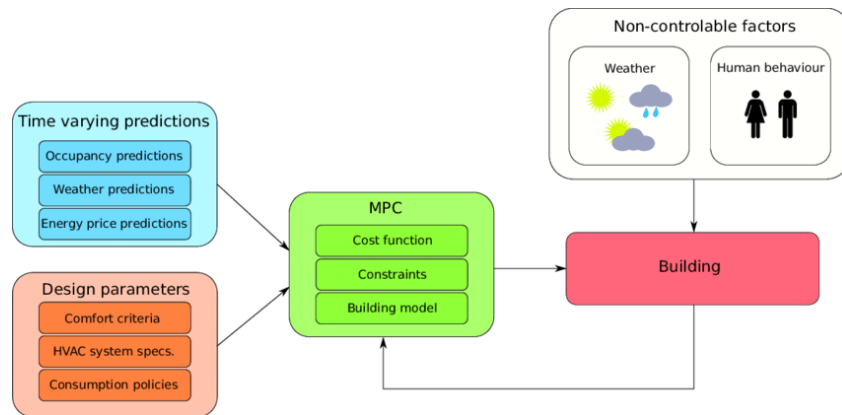 Non-controlable factors
Weather
Human behaviour
Time varying predictions
Occupancy predictions
Weather predictions
Energy price predictions
MPC
Cost function
Constraints
Building model
Building
Design parameters
Comfort criteria
HVAC system specs.
Consumption policies